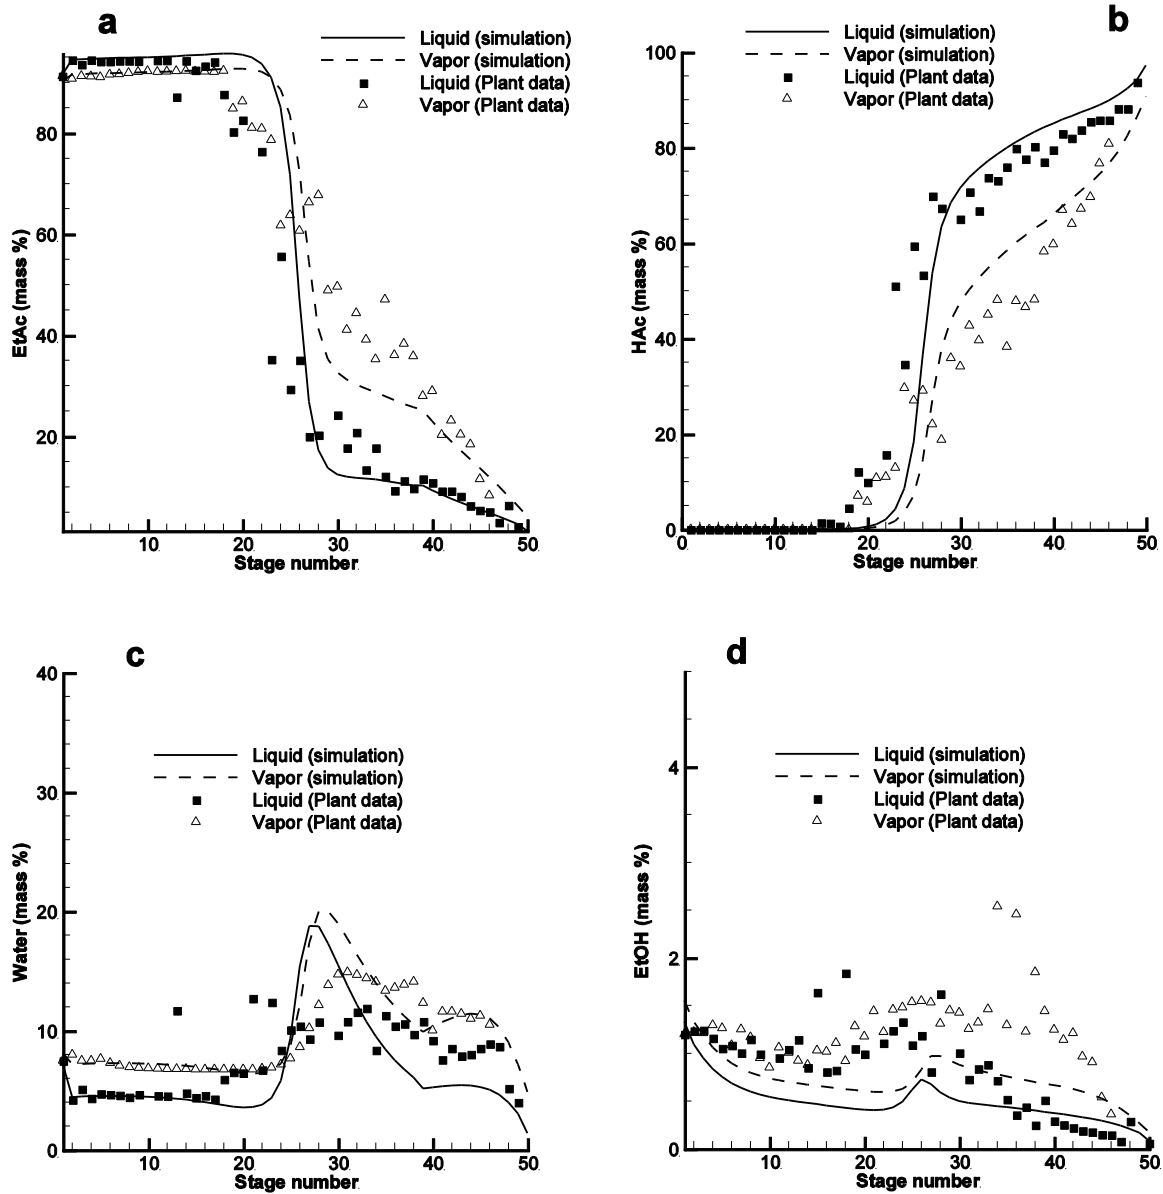 a
Liquid (simulation)
Vapor (simulation)
Liquid (Plant data)
Vapor (Plant data)
80
60
40
20
EtAc (mass %)
10 20 30 40 50
Stage number
b
Liquid (simulation)
Vapor (simulation)
Liquid (Plant data)
Vapor (Plant data)
100
80
60
40
20
0
HAc (mass %)
0 10 20 30 40 50
Stage number
c
40
Liquid (simulation)
Vapor (simulation)
Liquid (Plant data)
Vapor (Plant data)
30
20
10
0
Water (mass %)
10 20 30 40 50
Stage number
d
Liquid (simulation)
Vapor (simulation)
Liquid (Plant data)
Vapor (Plant data)
4
2
0
EtOH (mass %)
10 20 30 40 50
Stage number